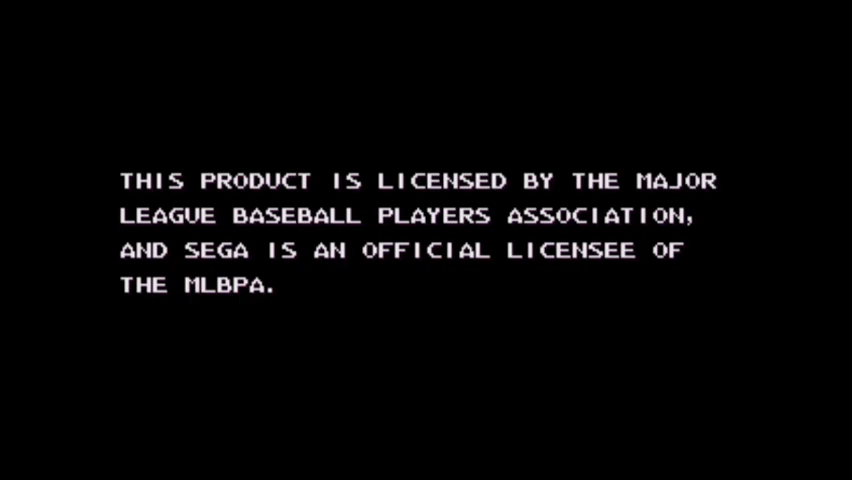 THIS PRODUCT IS LICENSED BY THE MAJOR
LEAGUE BASEBALL PLAYERS ASSOCIATION,
AND SEGA IS AN OFFICIAL LICENSEE OF
THE MLBPA.